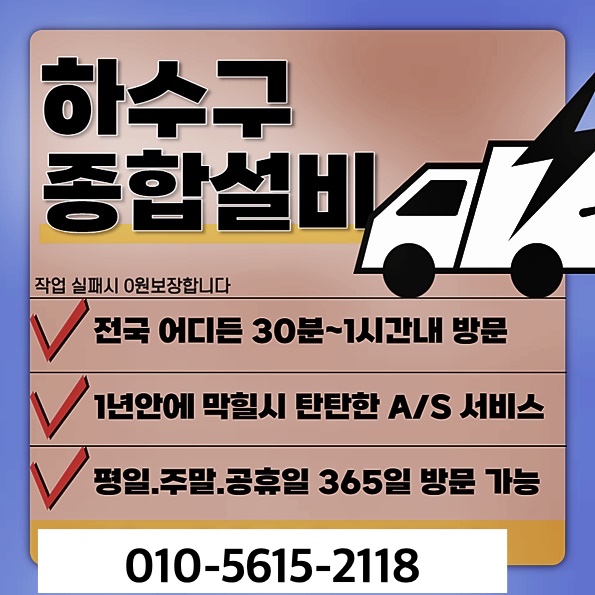 하수구
종합설비
작업 실패시 0원보장합니다
전국 어디든 30분~1시간내 방문
1년안에 막힐시 탄탄한 A/S 서비스
평일.주말.공휴일 365일 방문 가능
010-5615-2118